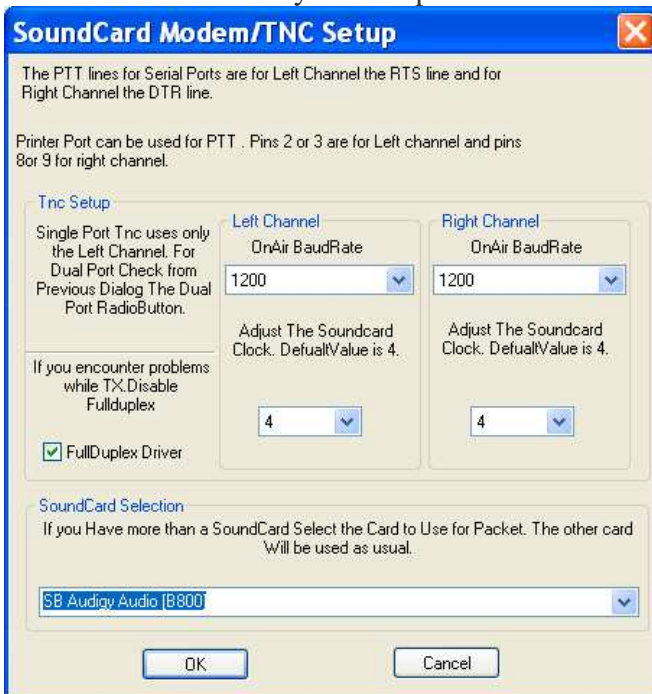 SoundCard Modem/TNC Setup
The PTT lines for Serial Ports are for Left Channel the RTS line and for
Right Channel the DTR line.
Printer Port can be used for PTT . Pins 2 or 3 are for Left channel and pins
8or 9 for right channel.
Tnc Setup
Single Port Tnc uses only
the Left Channel. For
Dual Port Check from
Previous Dialog The Dual
Port RadioButton.
If you encounter problems
while TX.Disable
Fullduplex
FullDuplex Driver
Left Channel
OnAir BaudRate
1200
Adjust The Soundcard
Clock. DefualtValue is 4.
4
Right Channel
OnAir BaudRate
1200
Adjust The Soundcard
Clock. DefualtValue is 4.
4
SoundCard Selection
If you Have more than a SoundCard Select the Card to Use for Packet. The other card
Will be used as usual.
SB Audigy Audio [B800]
OK
Cancel